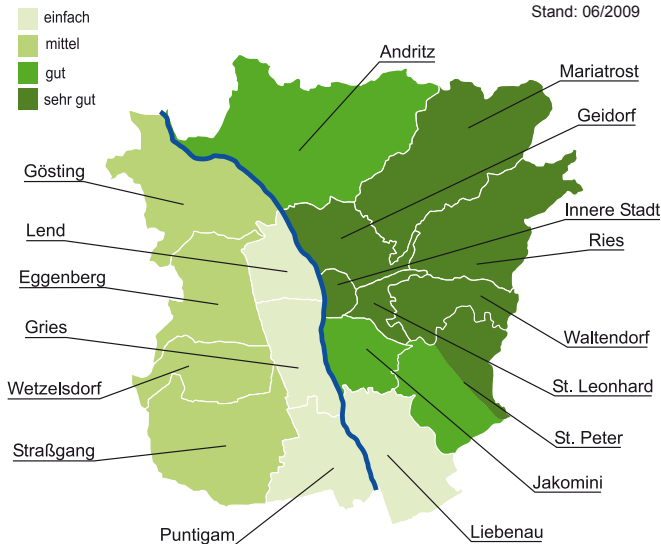 einfach
mittel
gut
sehr gut
Stand: 06/2009
Andritz
Mariatrost
Geidorf
Gösting
Innere Stadt
Lend
Ries
Eggenberg
Gries
Waltendorf
Wetzelsdorf
St. Leonhard
St. Peter
Straßgang
Jakomini
Puntigam
Liebenau